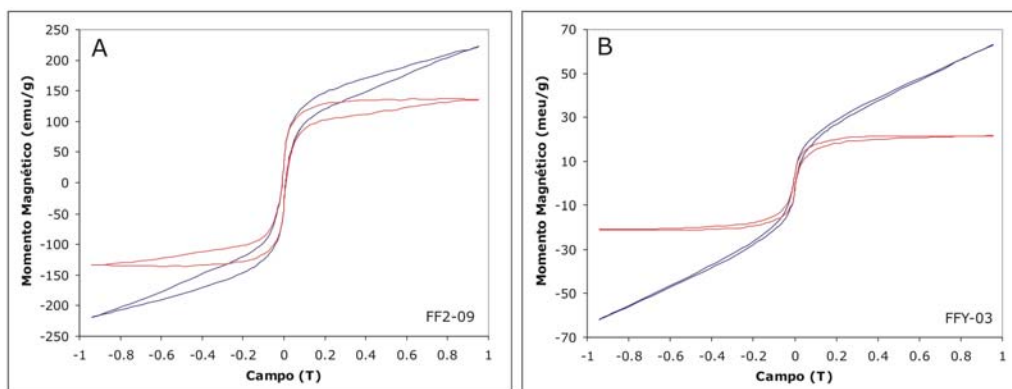 A
Momento Magnético (emu/g)
250
200
150
100
50
0
-50
-100
-150
-200
-250
-1 -0.8 -0.6 -0.4 -0.2 0 0.2 0.4 0.6 0.8 1
Campo (T)
FF2-09
B
Momento Magnético (meu/g)
70
50
30
10
-10
-30
-50
-70
-1 -0.8 -0.6 -0.4 -0.2 0 0.2 0.4 0.6 0.8 1
Campo (T)
FFY-03